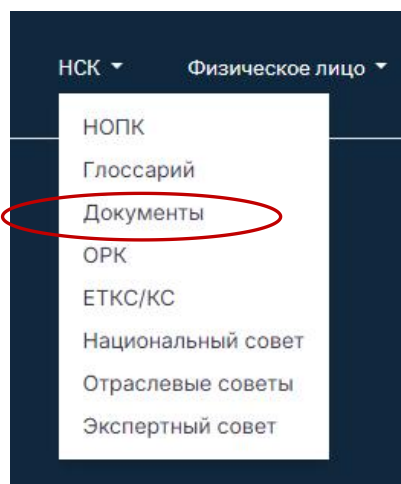 НСК Физическое лицо
НОПК
Глоссарий
Документы
ОРК
ЕТКС/КС
Национальный совет
Отраслевые советы
Экспертный совет